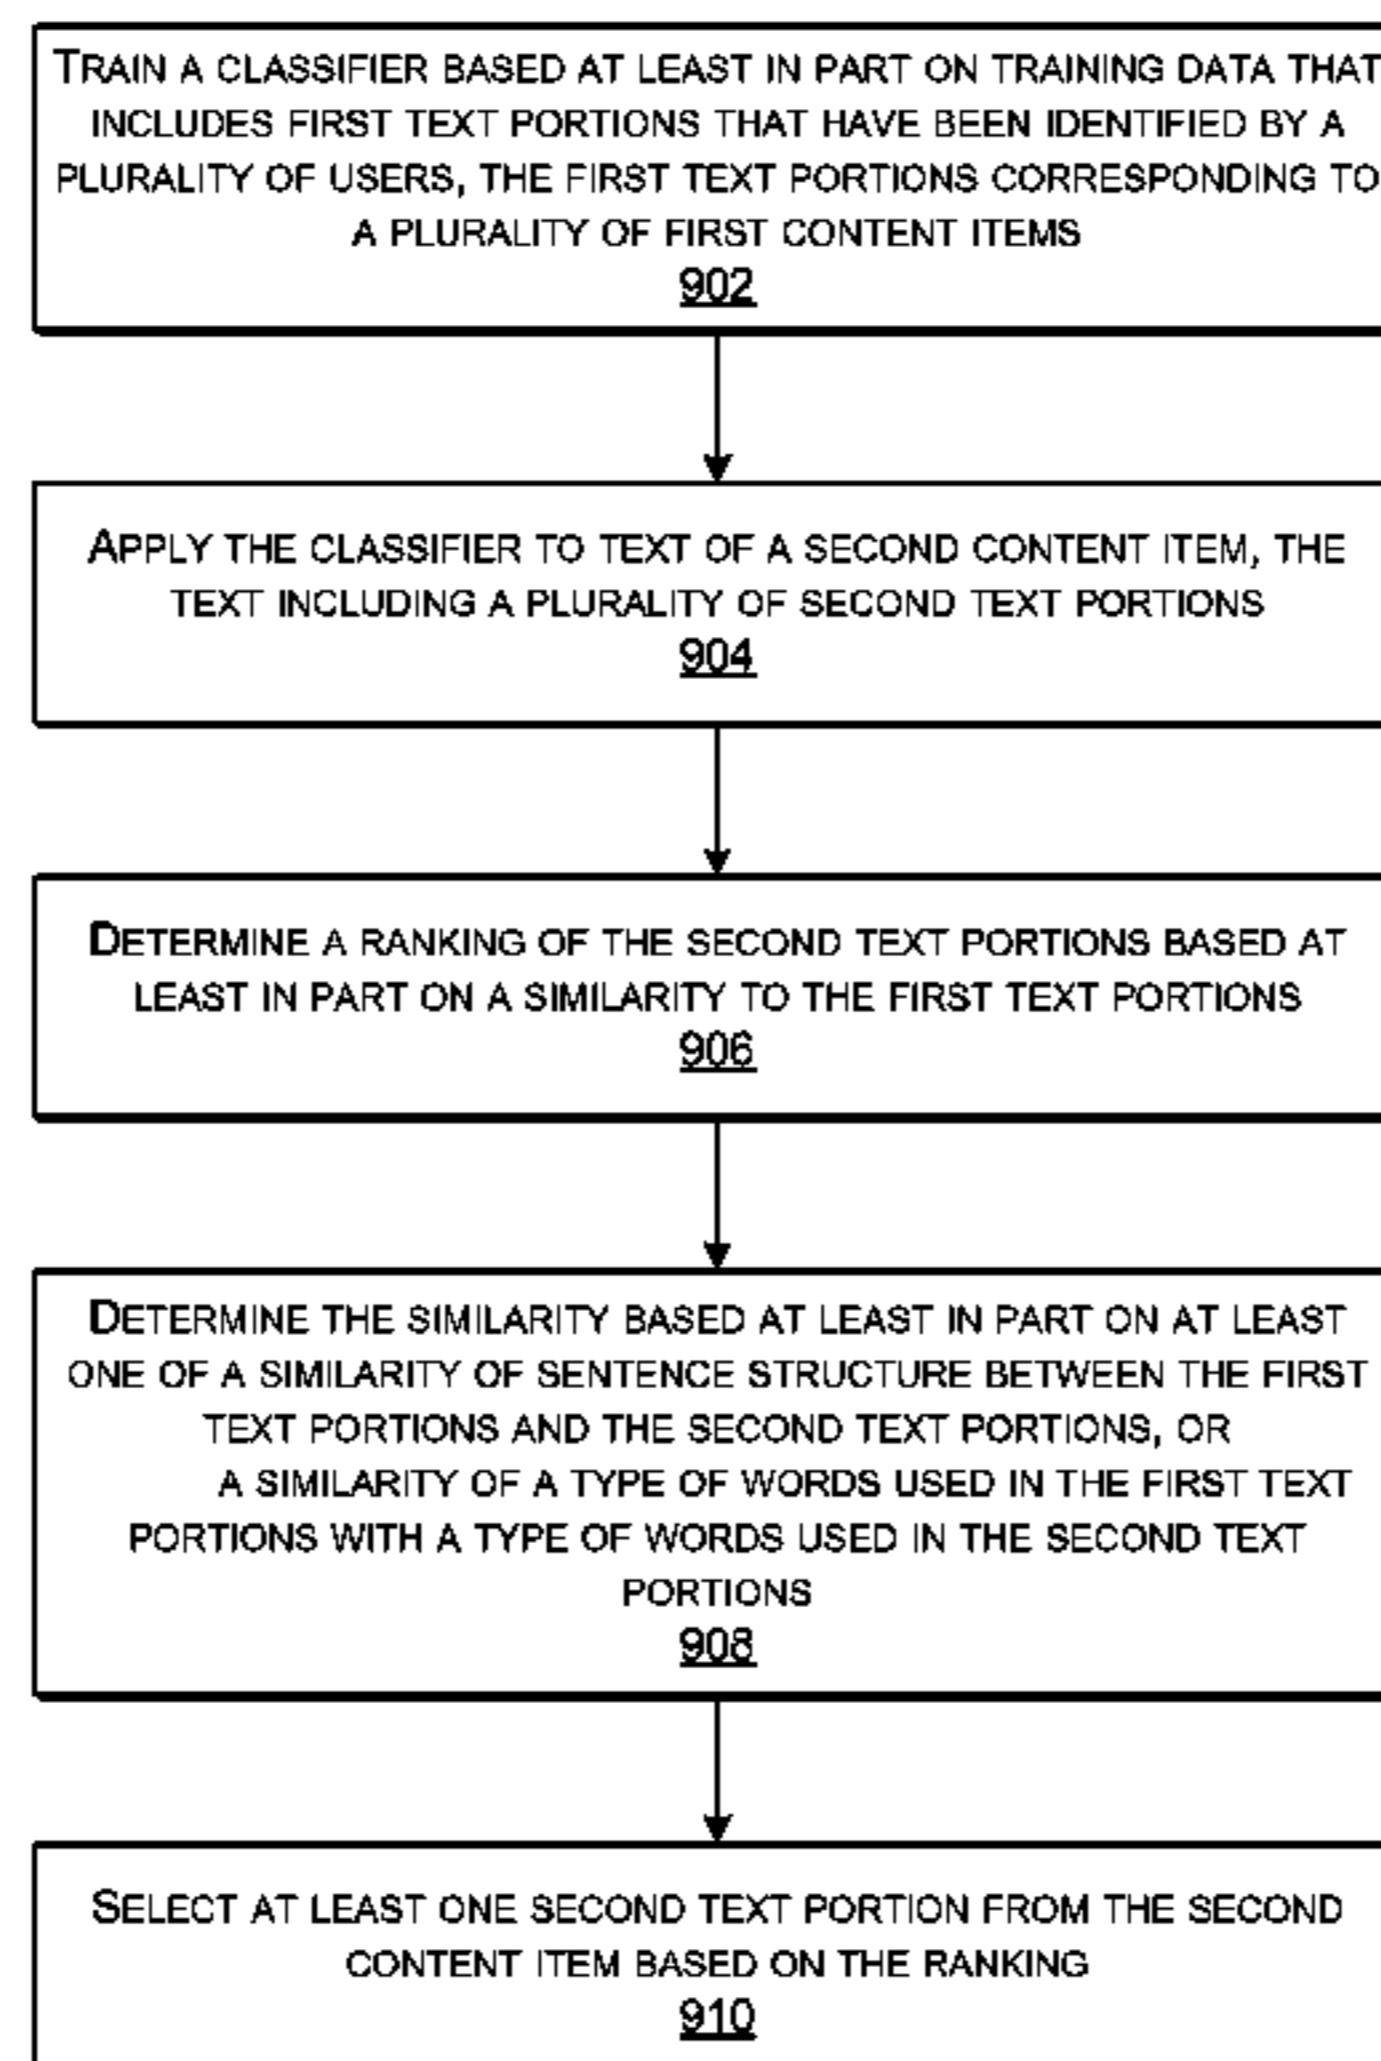 TRAIN A CLASSIFIER BASED AT LEAST IN PART ON TRAINING DATA THAT
INCLUDES FIRST TEXT PORTIONS THAT HAVE BEEN IDENTIFIED BY A
PLURALITY OF USERS, THE FIRST TEXT PORTIONS CORRESPONDING TO
A PLURALITY OF FIRST CONTENT ITEMS
902
APPLY THE CLASSIFIER TO TEXT OF A SECOND CONTENT ITEM, THE
TEXT INCLUDING A PLURALITY OF SECOND TEXT PORTIONS
904
DETERMINE A RANKING OF THE SECOND TEXT PORTIONS BASED AT
LEAST IN PART ON A SIMILARITY TO THE FIRST TEXT PORTIONS
906
DETERMINE THE SIMILARITY BASED AT LEAST IN PART ON AT LEAST
ONE OF A SIMILARITY OF SENTENCE STRUCTURE BETWEEN THE FIRST
TEXT PORTIONS AND THE SECOND TEXT PORTIONS, OR
A SIMILARITY OF A TYPE OF WORDS USED IN THE FIRST TEXT
PORTIONS WITH A TYPE OF WORDS USED IN THE SECOND TEXT
PORTIONS
908
SELECT AT LEAST ONE SECOND TEXT PORTION FROM THE SECOND
CONTENT ITEM BASED ON THE RANKING
910